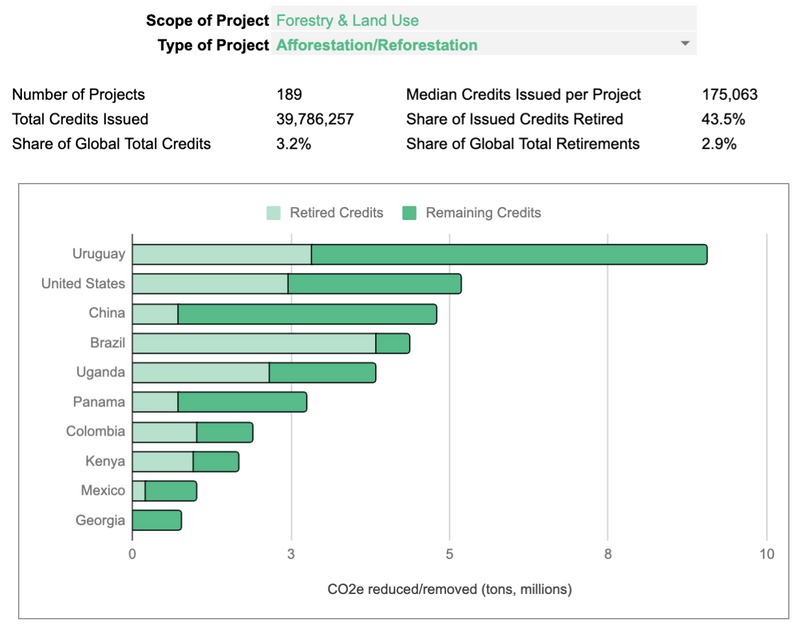 Scope of Project Forestry & Land Use
Type of Project Afforestation/Reforestation
Number of Projects 189 Median Credits Issued per Project 175,063
Total Credits Issued 39,786,257 Share of Issued Credits Retired 43.5%
Share of Global Total Credits 3.2% Share of Global Total Retirements 2.9%
Retired Credits Remaining Credits
Uruguay
United States
China
Brazil
Uganda
Panama
Colombia
Kenya
Mexico
Georgia
0 3 5 8 10
CO2e reduced/removed (tons, millions)